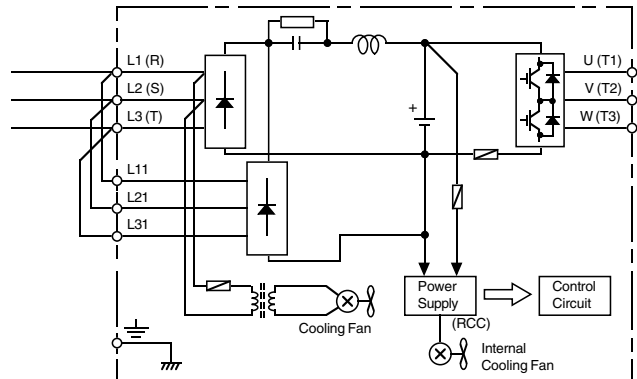 L1 (R)
L2 (S)
L3 (T)
L11
L21
L31
+
U (T1)
V (T2)
W (T3)
Cooling Fan
Power
Supply
(RCC)
Control
Circuit
Internal
Cooling Fan